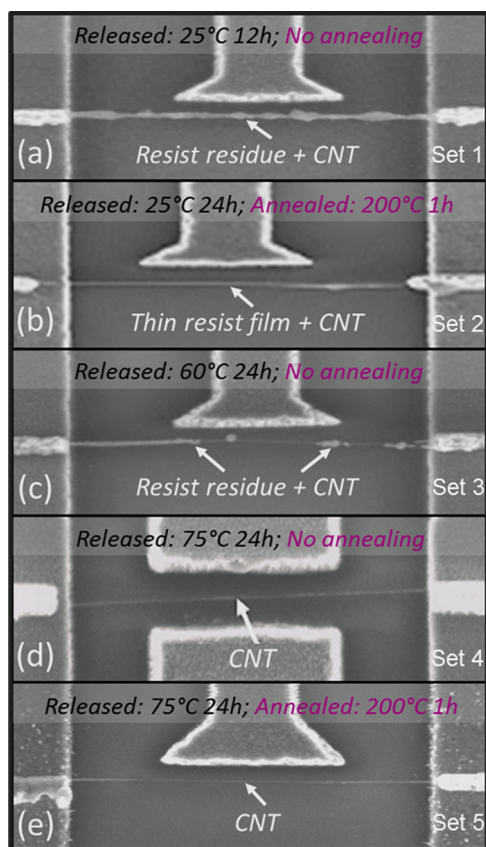 Released: 25°C 12h; No annealing
(a)
Resist residue + CNT
Set 1
Released: 25°C 24h; Annealed: 200°C 1h
(b)
Thin resist film + CNT
Set 2
Released: 60°C 24h; No annealing
(c)
Resist residue + CNT
Set 3
Released: 75°C 24h; No annealing
(d)
CNT
Set 4
Released: 75°C 24h; Annealed: 200°C 1h
(e)
CNT
Set 5